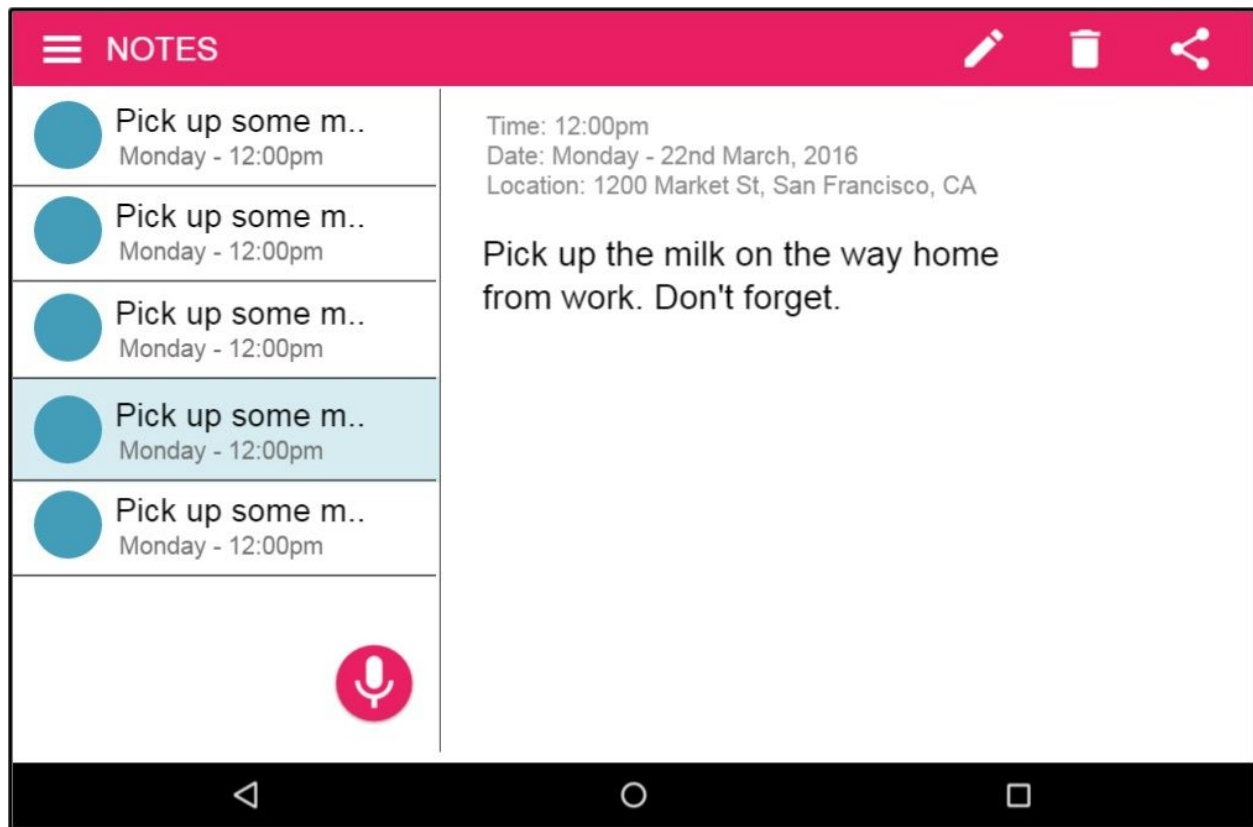 NOTES
Pick up some m..
Monday - 12:00pm
Pick up some m..
Monday - 12:00pm
Pick up some m..
Monday - 12:00pm
Pick up some m..
Monday - 12:00pm
Pick up some m..
Monday - 12:00pm
Time: 12:00pm
Date: Monday - 22nd March, 2016
Location: 1200 Market St, San Francisco, CA
Pick up the milk on the way home
from work. Don't forget.